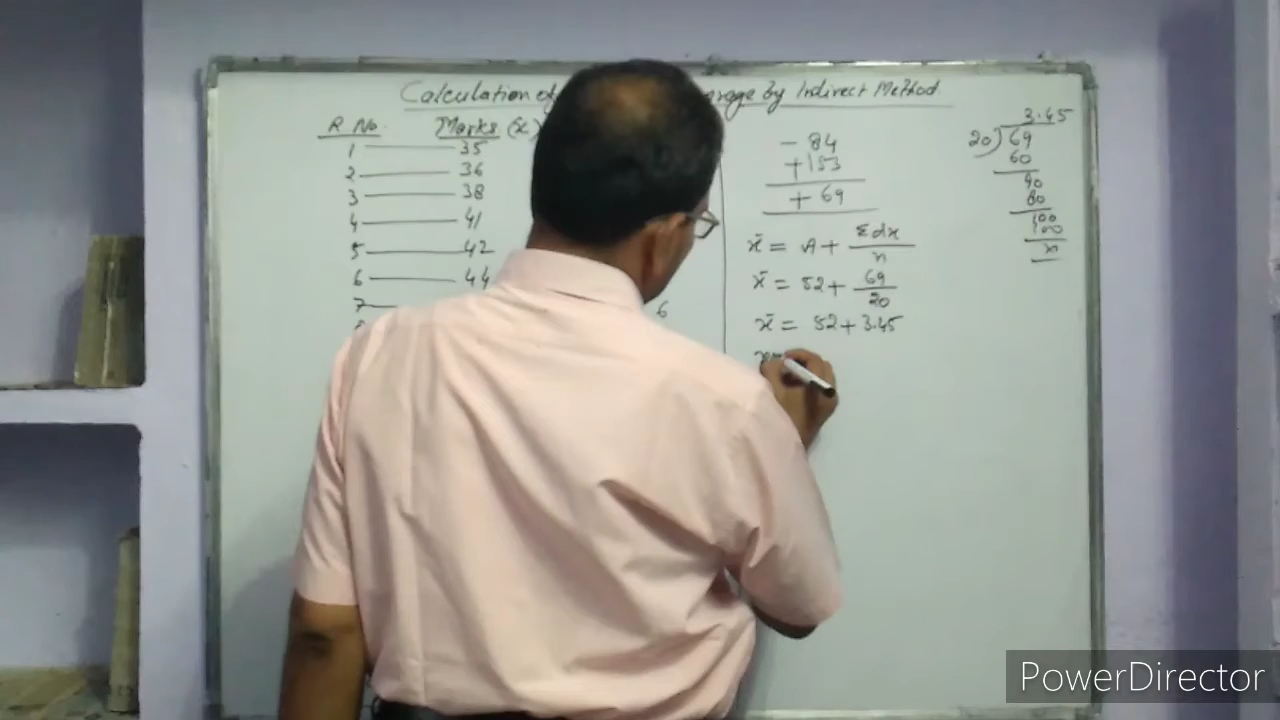 Calculation of by Indirect Method.
R No. Marks (x)
1 35
2 36
3 38
4 41
5 42
6 44
7 6
- 84
+153
+ 69
x̄ = A + Σdx/n
x̄ = 52 + 69/20
x̄ = 52 + 3.45
3.45
20) 69
60
90
80
100
100
x
PowerDirector